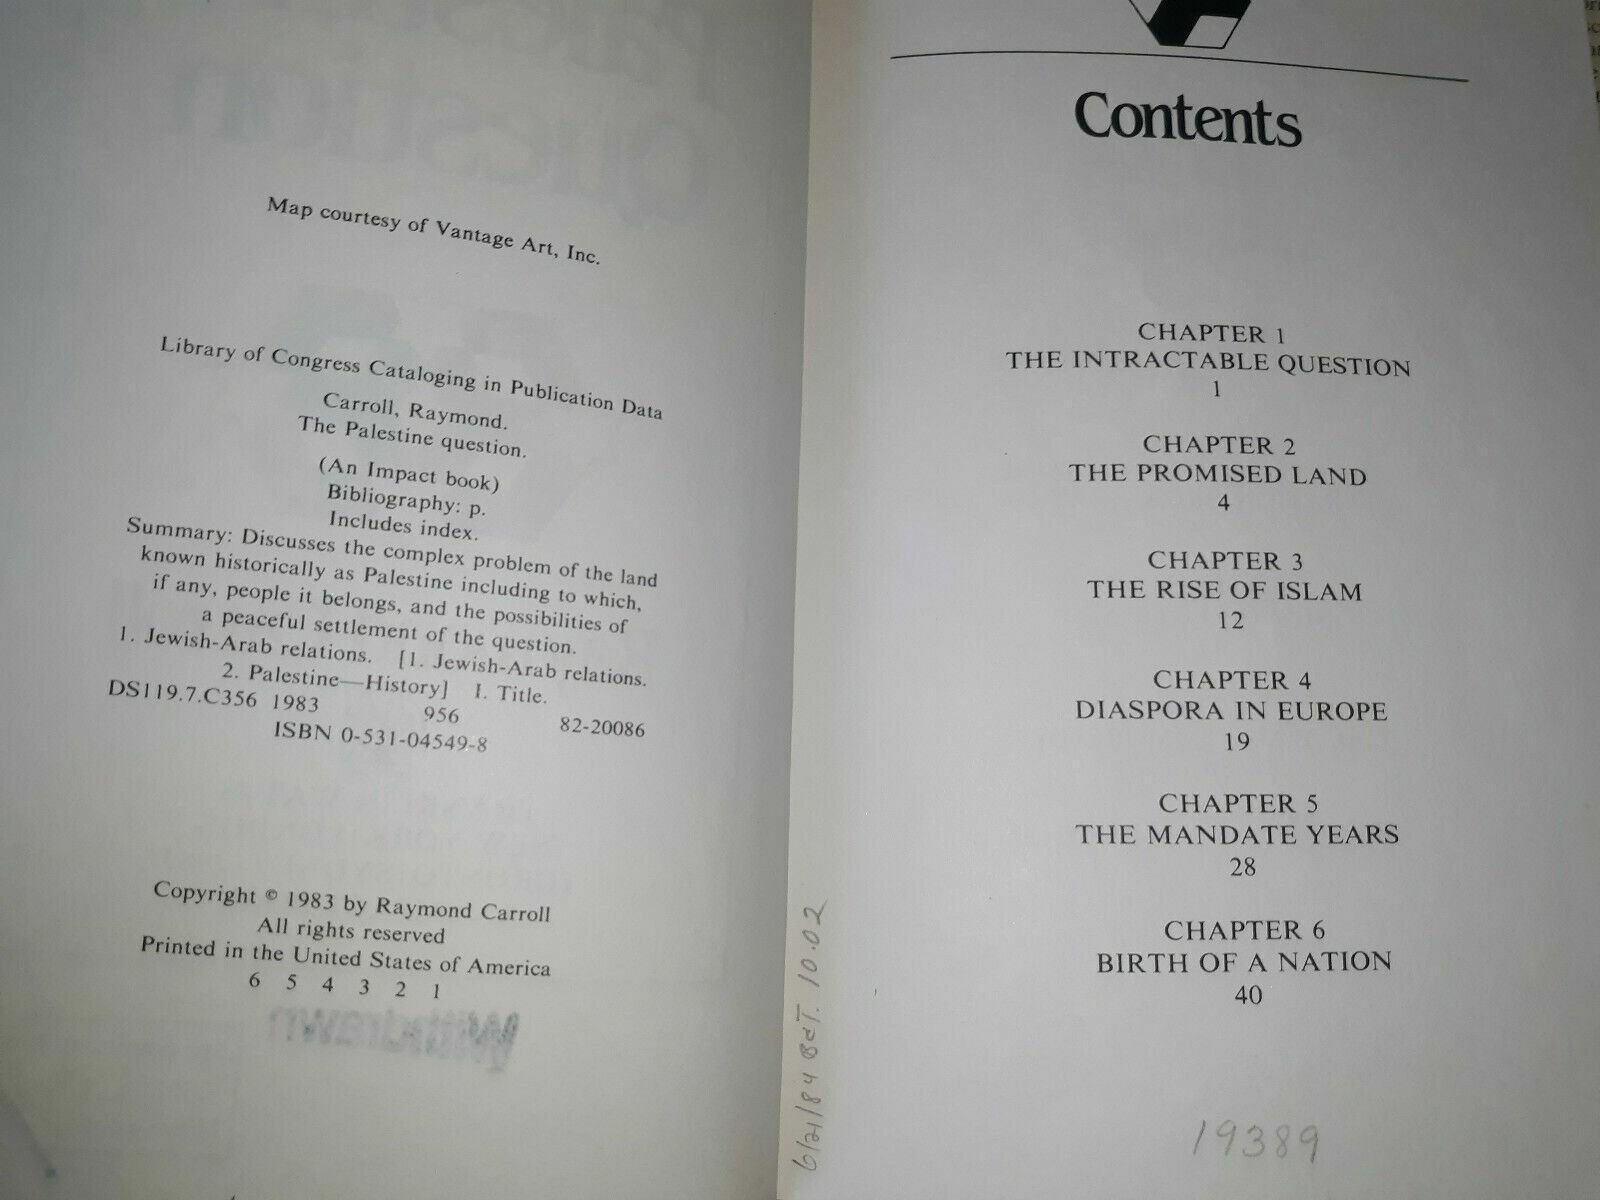 Map courtesy of Vantage Art, Inc.
Library of Congress Cataloging in Publication Data
Carroll, Raymond.
The Palestine question.
(An Impact book)
Bibliography: p.
Includes index.
Summary: Discusses the complex problem of the land
known historically as Palestine including to which,
if any, people it belongs, and the possibilities of
a peaceful settlement of the question.
1. Jewish-Arab relations. [1. Jewish-Arab relations.
2. Palestine—History] I. Title.
DS119.7.C356 1983 956 82-20086
ISBN 0-531-04549-8
Copyright © 1983 by Raymond Carroll
All rights reserved
Printed in the United States of America
6 5 4 3 2 1
Withdrawn
Contents
CHAPTER 1
THE INTRACTABLE QUESTION
1
CHAPTER 2
THE PROMISED LAND
4
CHAPTER 3
THE RISE OF ISLAM
12
CHAPTER 4
DIASPORA IN EUROPE
19
CHAPTER 5
THE MANDATE YEARS
28
CHAPTER 6
BIRTH OF A NATION
40
6/21/84 B&T. 10.02
19389